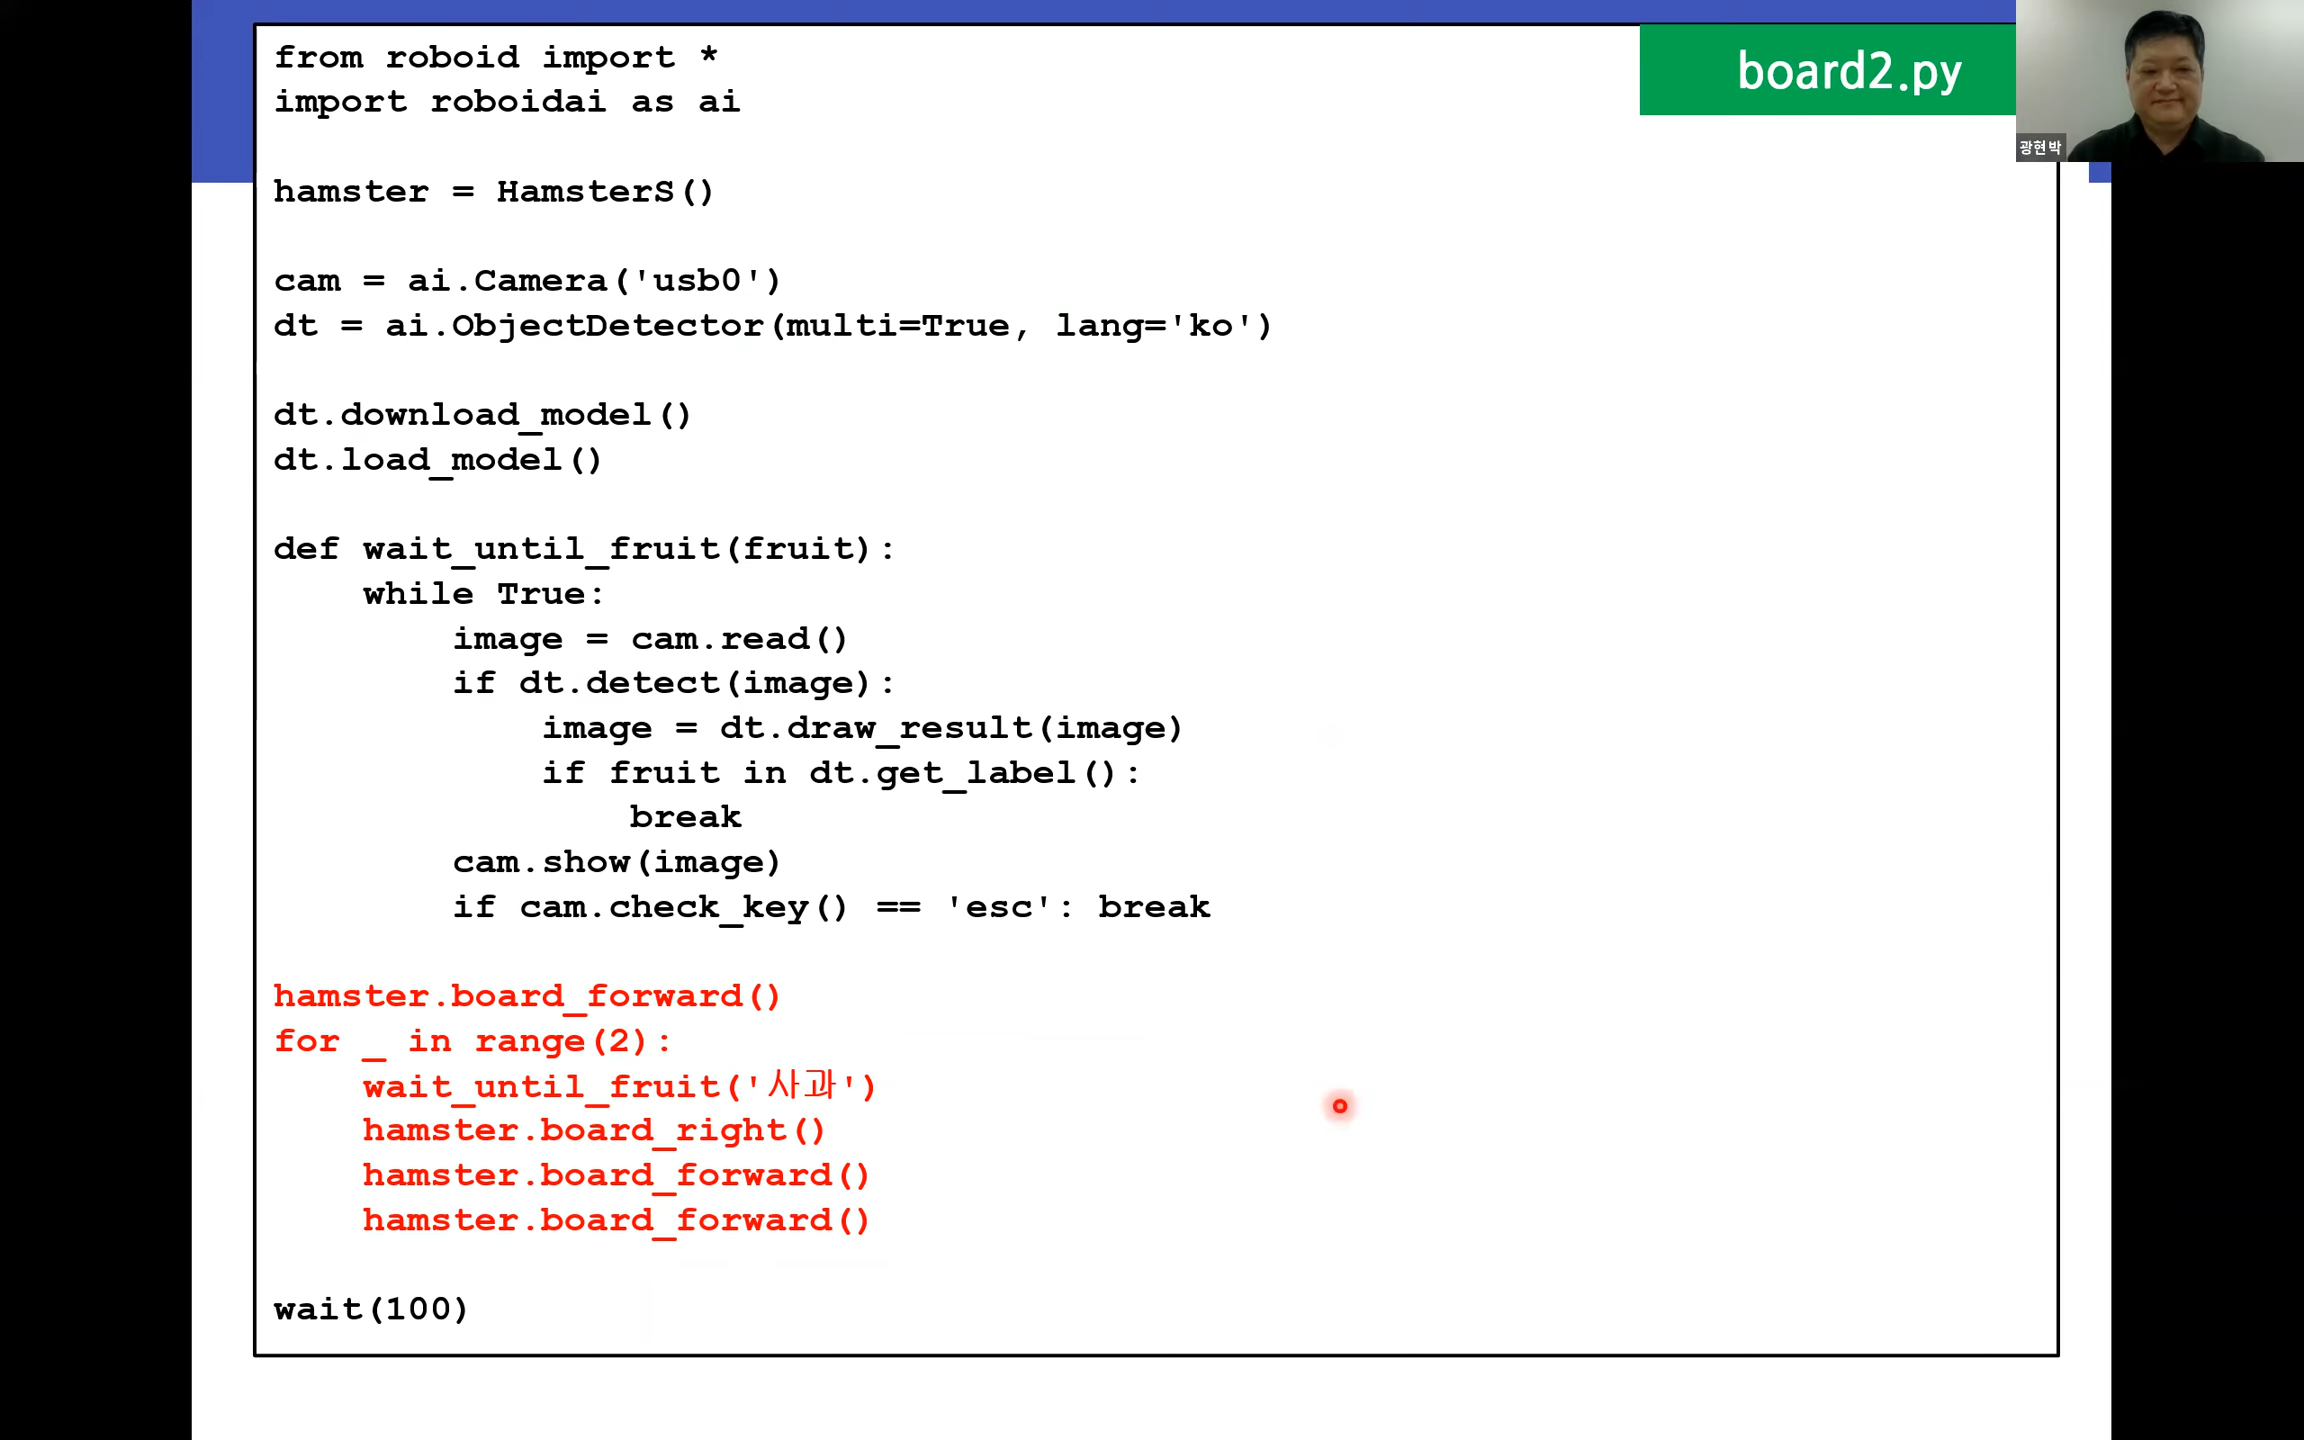 from roboid import *
import roboidai as ai
board2.py
광현박
hamster = HamsterS()
cam = ai.Camera('usb0')
dt = ai.ObjectDetector(multi=True, lang='ko')
dt.download_model()
dt.load_model()
def wait_until_fruit(fruit):
    while True:
        image = cam.read()
        if dt.detect(image):
            image = dt.draw_result(image)
            if fruit in dt.get_label():
                break
        cam.show(image)
        if cam.check_key() == 'esc': break
hamster.board_forward()
for _ in range(2):
    wait_until_fruit('사과')
    hamster.board_right()
    hamster.board_forward()
    hamster.board_forward()
wait(100)